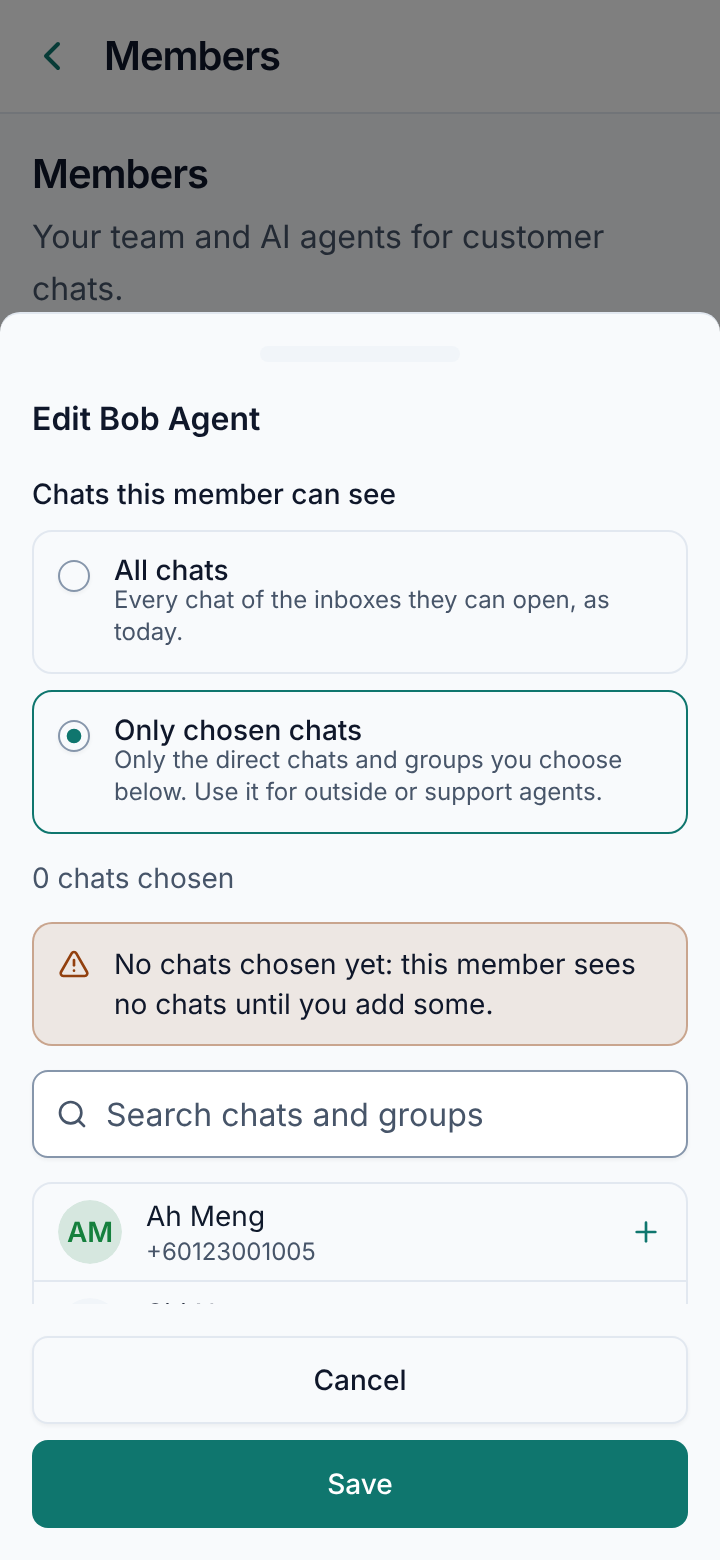 Members
Members
Your team and AI agents for customer
chats.
Edit Bob Agent
Chats this member can see
All chats
Every chat of the inboxes they can open, as
today.
Only chosen chats
Only the direct chats and groups you choose
below. Use it for outside or support agents.
0 chats chosen
No chats chosen yet: this member sees
no chats until you add some.
Search chats and groups
AM
Ah Meng
+60123001005
Cancel
Save